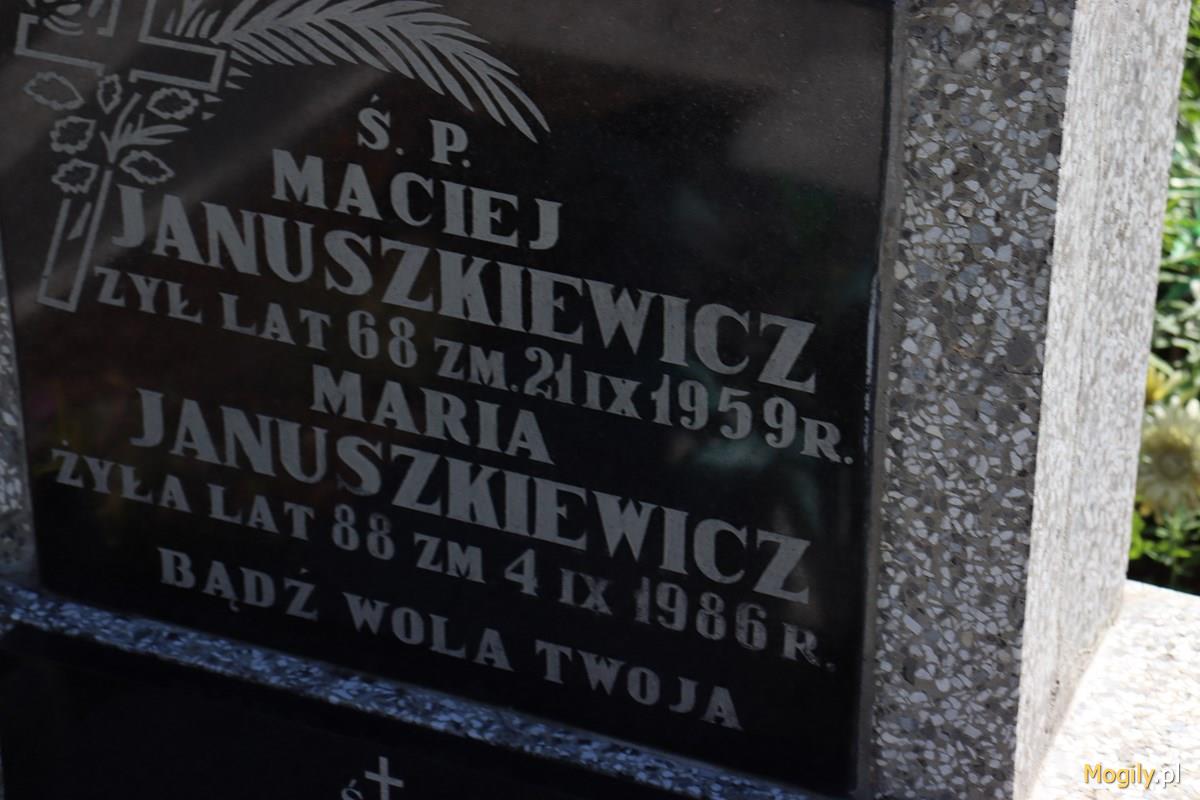 Ś. P.
MACIEJ
JANUSZKIEWICZ
ŻYŁ LAT 68 ZM. 21 IX 1959 R.
MARIA
JANUSZKIEWICZ
ŻYŁA LAT 88 ZM 4 IX 1986 R.
BĄDŹ WOLA TWOJA
Ś
Mogily.pl